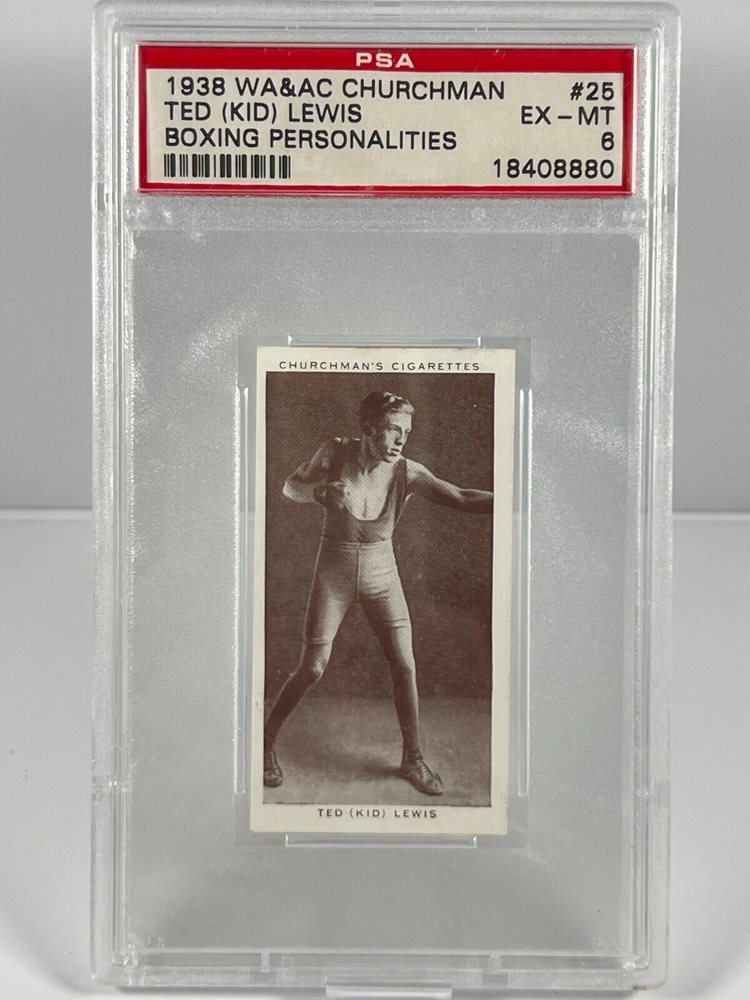 PSA
1938 WA&AC CHURCHMAN #25
TED (KID) LEWIS EX - MT
BOXING PERSONALITIES 6
18408880
CHURCHMAN'S CIGARETTES
TED (KID) LEWIS